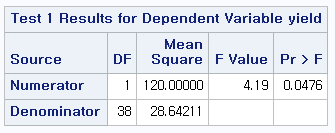 Test 1 Results for Dependent Variable yield
Source DF Mean Square F Value Pr > F
Numerator 1 120.00000 4.19 0.0476
Denominator 38 28.64211